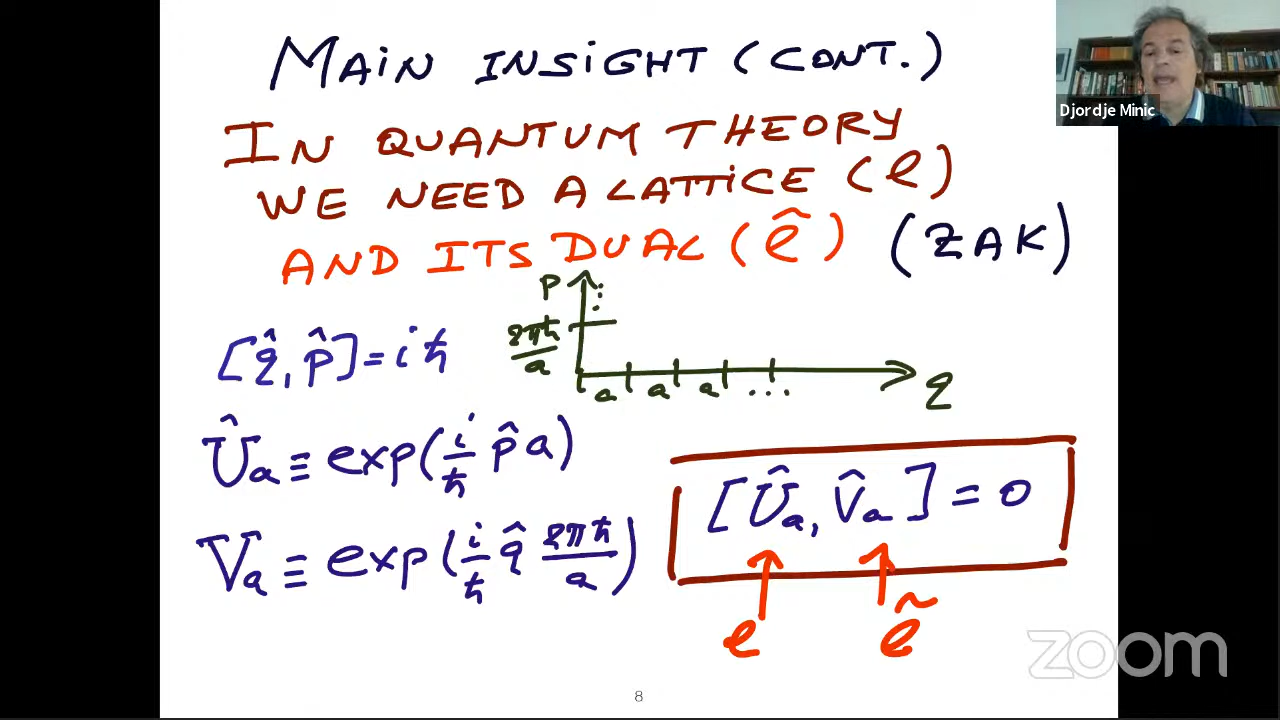 MAIN INSIGHT (CONT.)
Djordje Minic
IN QUANTUM THEORY
WE NEED A LATTICE (ℓ)
AND ITS DUAL (ℓ̂) (ZAK)
p
2πħ/a
a a a ...
q
[q̂, p̂] = iħ
Ûa ≡ exp(i/ħ p̂ a)
Va ≡ exp(i/ħ q̂ 2πħ/a)
[Ûa, V̂a] = 0
ℓ ℓ̃
zoom
8